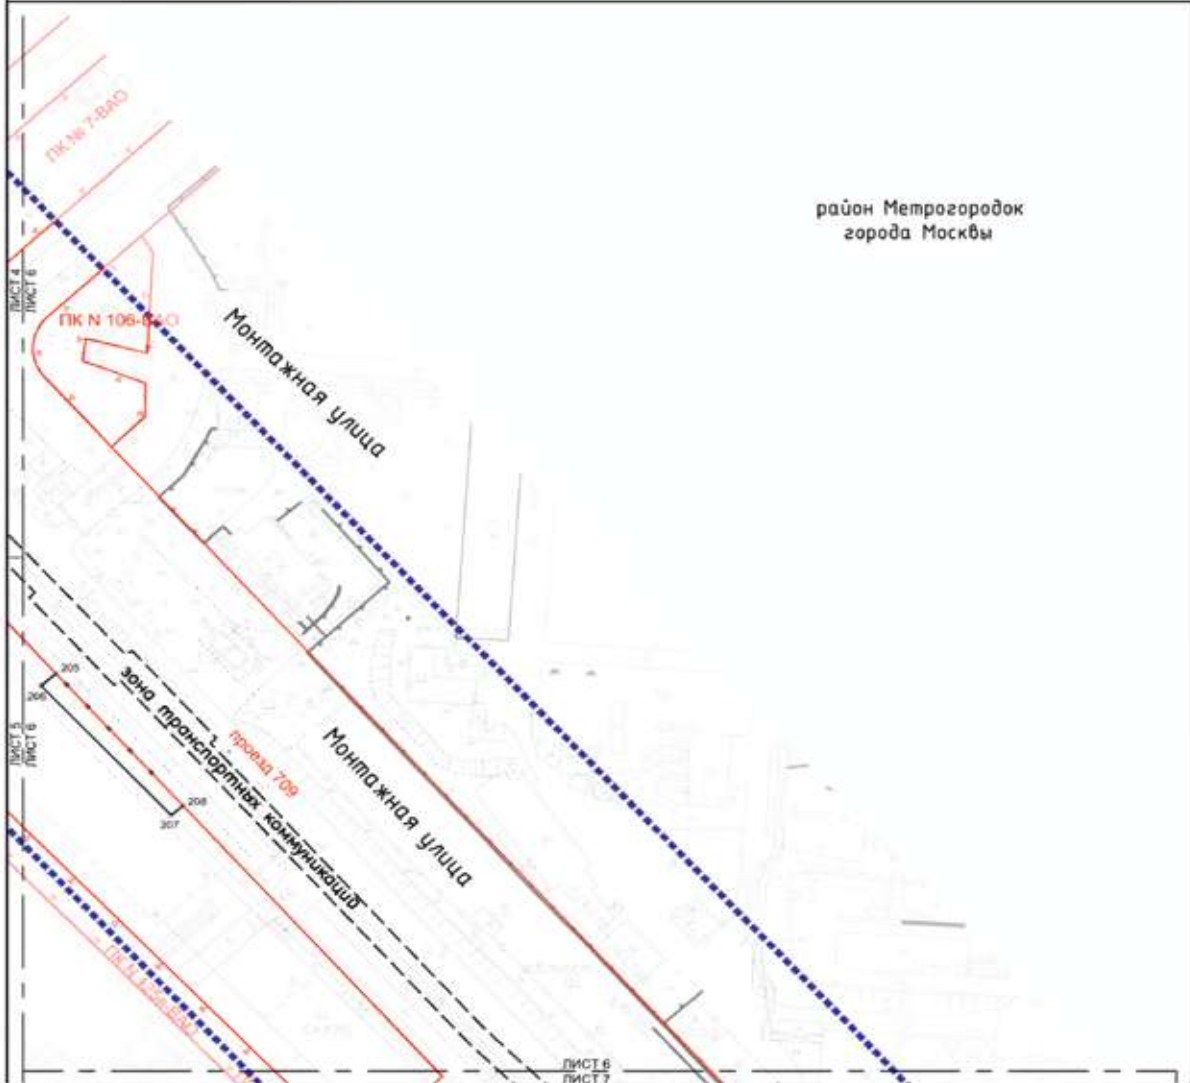 ПК № 7-ВАО
район Метрогородок
города Москвы
ЛИСТ 4
ЛИСТ 6
ПК N 106-ВАО
Монтажная улица
205
206
зона транспортных коммуникаций
проезд 709
Монтажная улица
ЛИСТ 5
ЛИСТ 6
208
207
ЛИСТ 6
ЛИСТ 7